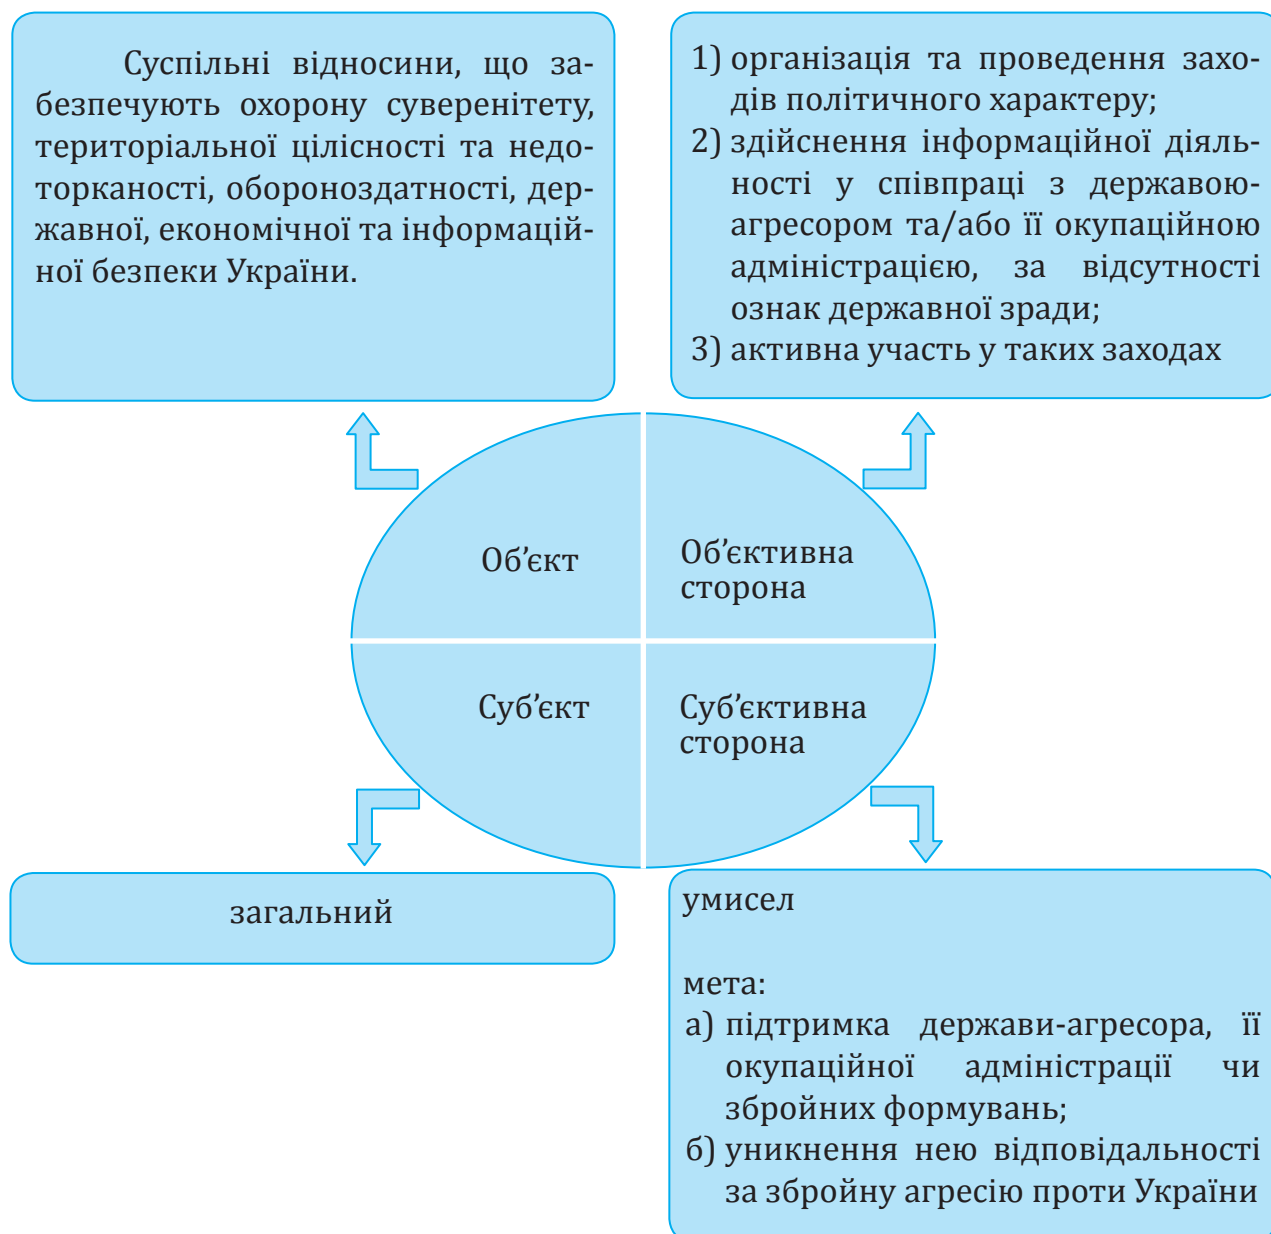 Суспільні відносини, що за-
безпечують охорону суверенітету,
територіальної цілісності та недо-
торканості, обороноздатності, дер-
жавної, економічної та інформацій-
ної безпеки України.
1) організація та проведення захо-
дів політичного характеру;
2) здійснення інформаційної діяль-
ності у співпраці з державою-
агресором та/або її окупаційною
адміністрацією, за відсутності
ознак державної зради;
3) активна участь у таких заходах
Об’єкт
Об’єктивна
сторона
Суб’єкт
Суб’єктивна
сторона
загальний
умисел
мета:
а) підтримка держави-агресора, її
окупаційної адміністрації чи
збройних формувань;
б) уникнення нею відповідальності
за збройну агресію проти України